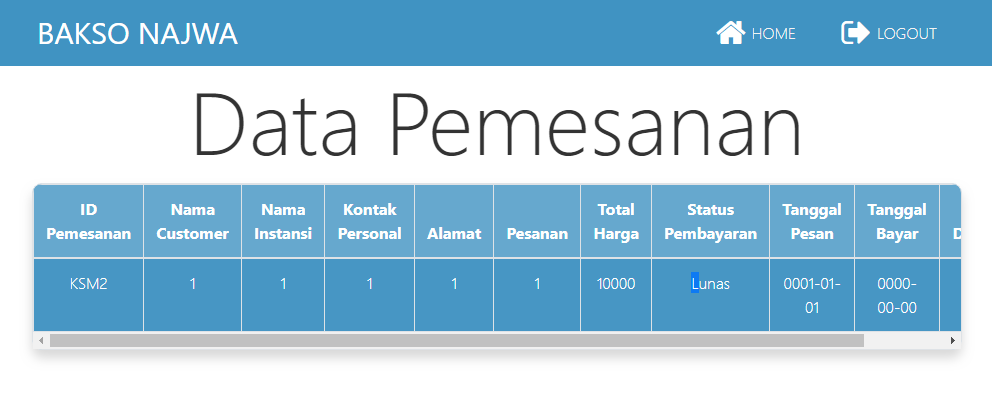 BAKSO NAJWA HOME LOGOUT
Data Pemesanan
ID Pemesanan Nama Customer Nama Instansi Kontak Personal Alamat Pesanan Total Harga Status Pembayaran Tanggal Pesan Tanggal Bayar D
KSM2 1 1 1 1 1 10000 Lunas 0001-01-01 0000-00-00